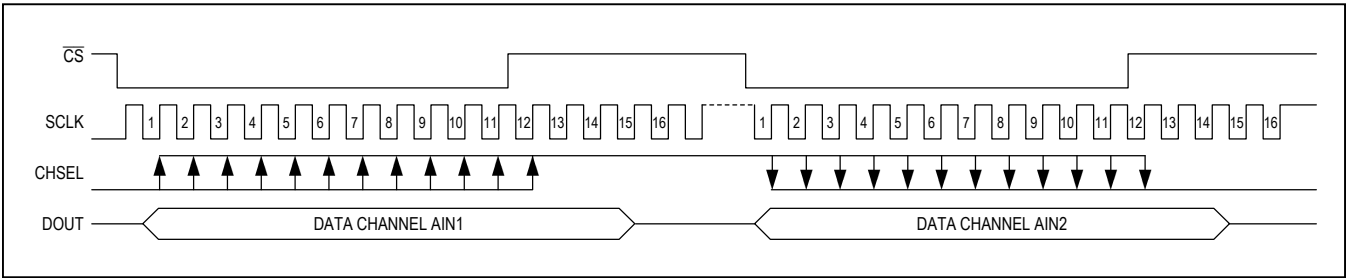 CS
SCLK 1 2 3 4 5 6 7 8 9 10 11 12 13 14 15 16 1 2 3 4 5 6 7 8 9 10 11 12 13 14 15 16
CHSEL
DOUT DATA CHANNEL AIN1 DATA CHANNEL AIN2